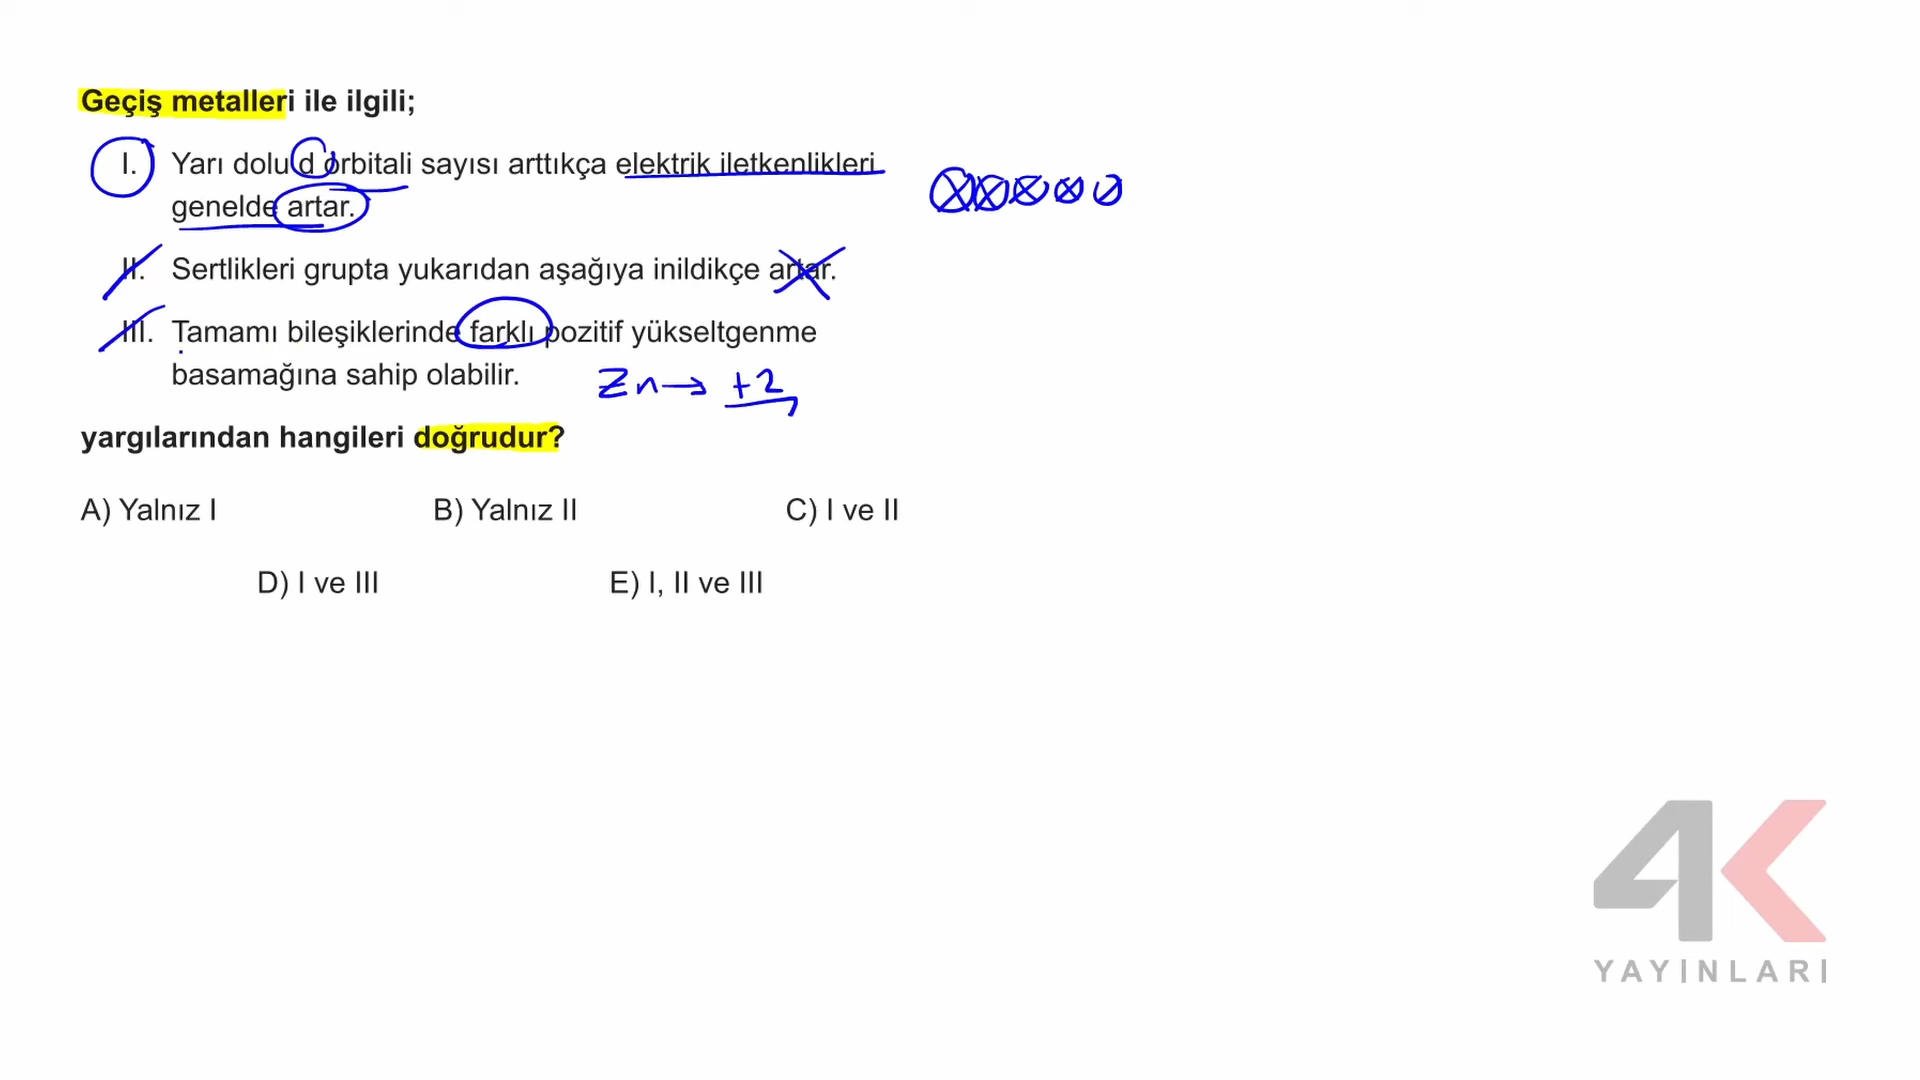 Geçiş metalleri ile ilgili;
I. Yarı dolu d orbitali sayısı arttıkça elektrik iletkenlikleri
genelde artar.
II. Sertlikleri grupta yukarıdan aşağıya inildikçe artar.
III. Tamamı bileşiklerinde farklı pozitif yükseltgenme
basamağına sahip olabilir.
Zn → +2
yargılarından hangileri doğrudur?
A) Yalnız I B) Yalnız II C) I ve II
D) I ve III E) I, II ve III
4K
YAYINLARI